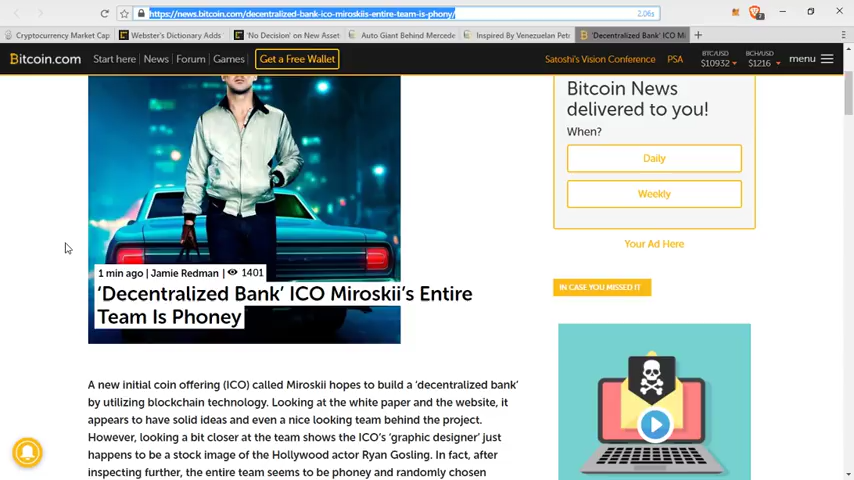 https://news.bitcoin.com/decentralized-bank-ico-miroskiis-entire-team-is-phony/
2.06s
2
Cryptocurrency Market Cap
Webster's Dictionary Adds
'No Decision' on New Asset
Auto Giant Behind Mercede
Inspired By Venezuelan Pet
'Decentralized Bank' ICO Mi
Bitcoin.com
Start here
News
Forum
Games
Get a Free Wallet
Satoshi's Vision Conference
PSA
BTC/USD
$10932
BCH/USD
$1216
menu
1 min ago | Jamie Redman | 1401
'Decentralized Bank' ICO Miroskii's Entire
Team Is Phoney
A new initial coin offering (ICO) called Miroskii hopes to build a 'decentralized bank'
by utilizing blockchain technology. Looking at the white paper and the website, it
appears to have solid ideas and even a nice looking team behind the project.
However, looking a bit closer at the team shows the ICO's 'graphic designer' just
happens to be a stock image of the Hollywood actor Ryan Gosling. In fact, after
inspecting further, the entire team seems to be phoney and randomly chosen
Bitcoin News
delivered to you!
When?
Daily
Weekly
Your Ad Here
IN CASE YOU MISSED IT